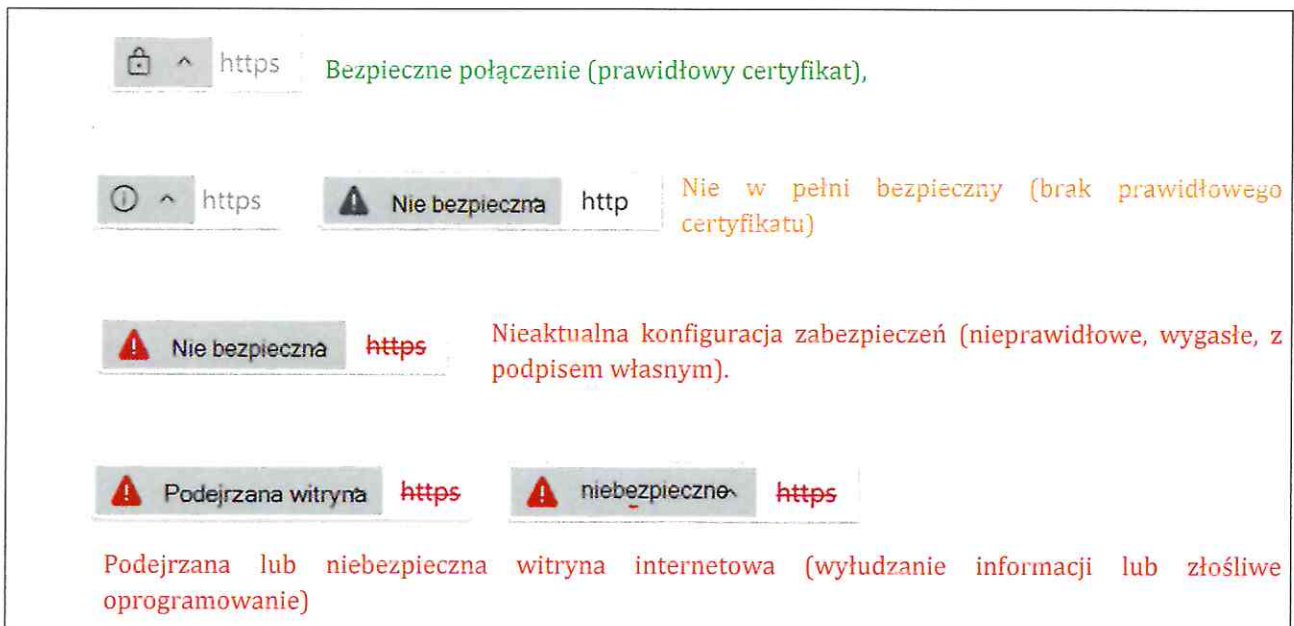 https Bezpieczne połączenie (prawidłowy certyfikat),
https Nie bezpieczna http Nie w pełni bezpieczny (brak prawidłowego
certyfikatu)
Nie bezpieczna https Nieaktualna konfiguracja zabezpieczeń (nieprawidłowe, wygasłe, z
podpisem własnym).
Podejrzana witryna https niebezpieczne https
Podejrzana lub niebezpieczna witryna internetowa (wyłudzanie informacji lub złośliwe
oprogramowanie)